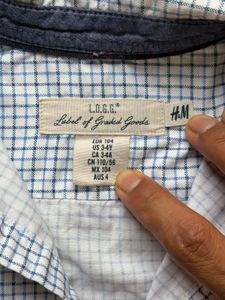 L.O.G.G.®
Label of Graded Goods
H&M
EUR 104
US 3-4Y
CA 3-4A
CN 110/56
MX 104
AUS 4